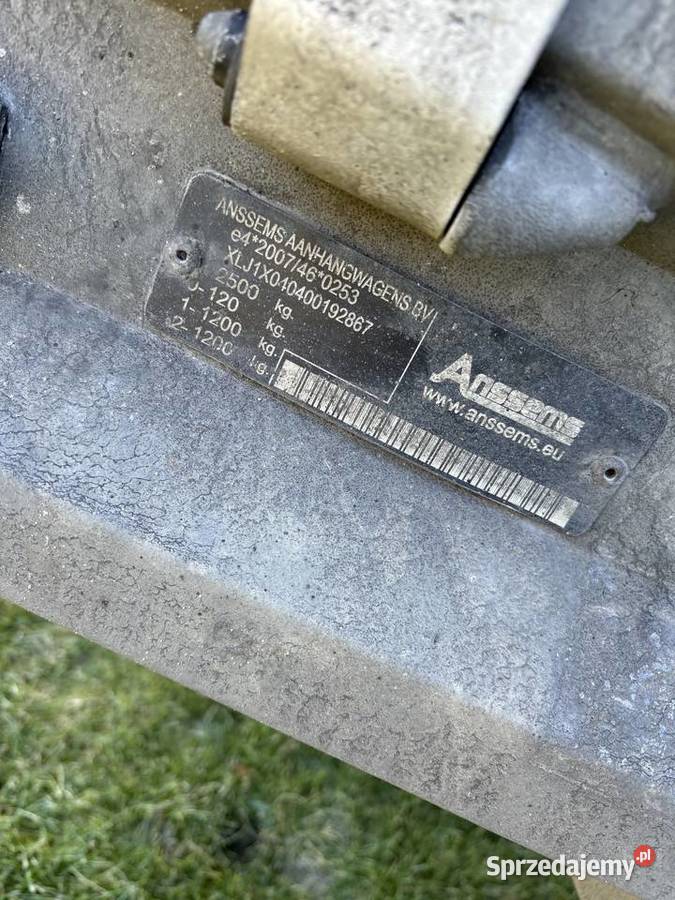 ANSSEMS AANHANGWAGENS BV
e4*2007/46*0253
XLJ1X010400192867
2500 kg.
0- 120 kg.
1- 1200 kg.
2- 1200 kg.
Anssems
www.anssems.eu
Sprzedajemy.pl